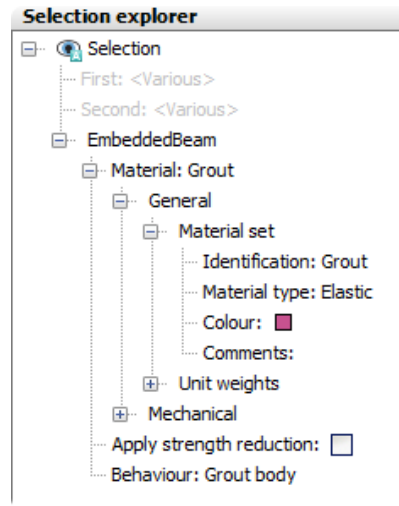 Selection explorer
Selection
First: <Various>
Second: <Various>
EmbeddedBeam
Material: Grout
General
Material set
Identification: Grout
Material type: Elastic
Colour:
Comments:
Unit weights
Mechanical
Apply strength reduction:
Behaviour: Grout body